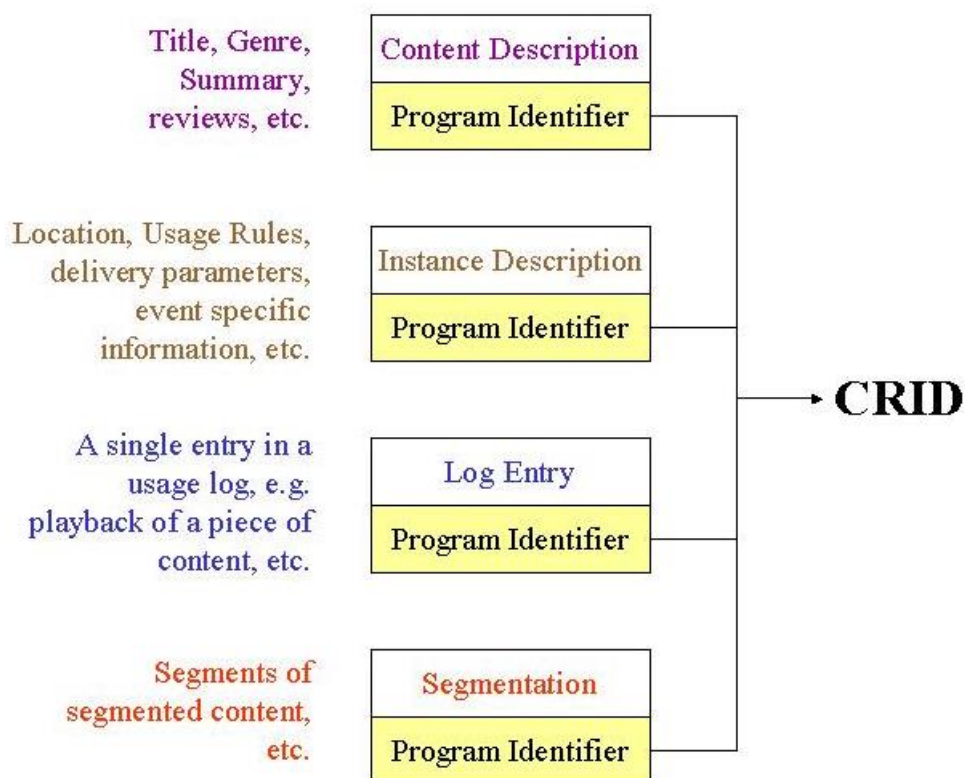 Title, Genre,
Summary,
reviews, etc.
Content Description
Program Identifier
Location, Usage Rules,
delivery parameters,
event specific
information, etc.
Instance Description
Program Identifier
CRID
A single entry in a
usage log, e.g.
playback of a piece of
content, etc.
Log Entry
Program Identifier
Segments of
segmented content,
etc.
Segmentation
Program Identifier